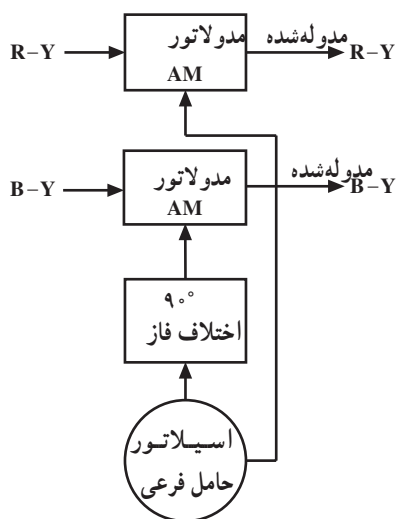 R–Y
مدولاتور
AM
مدوله‌شده
R–Y
B–Y
مدولاتور
AM
مدوله‌شده
B–Y
۹۰°
اختلاف فاز
اسیلاتور
حامل فرعی